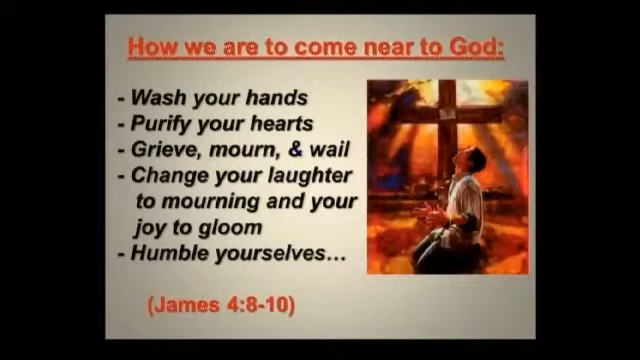 How we are to come near to God:
- Wash your hands
- Purify your hearts
- Grieve, mourn, & wail
- Change your laughter
to mourning and your
joy to gloom
- Humble yourselves...
(James 4:8-10)